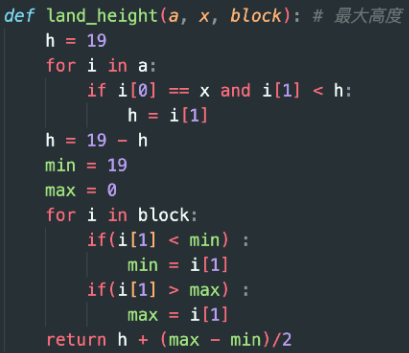 def land_height(a, x, block): # 最大高度
    h = 19
    for i in a:
        if i[0] == x and i[1] < h:
            h = i[1]
    h = 19 - h
    min = 19
    max = 0
    for i in block:
        if(i[1] < min) :
            min = i[1]
        if(i[1] > max) :
            max = i[1]
    return h + (max - min)/2